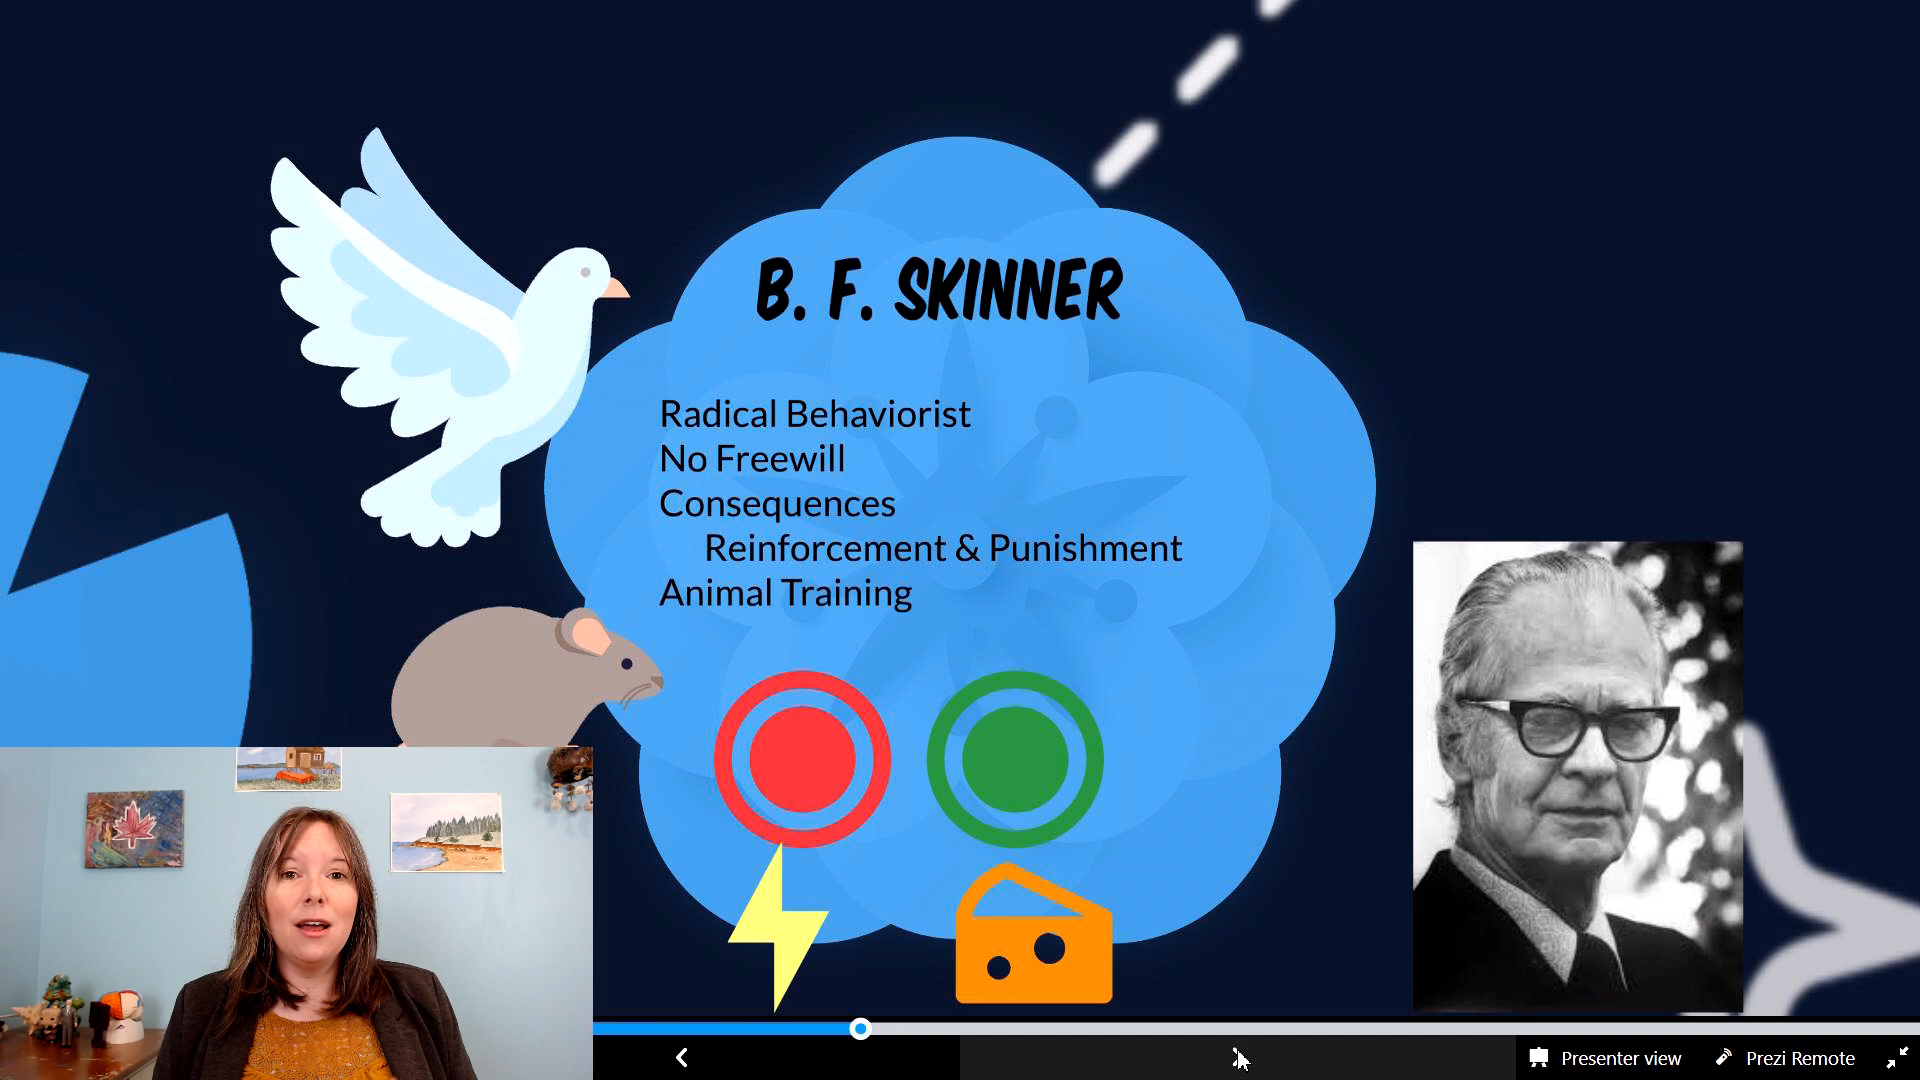 B. F. SKINNER
Radical Behaviorist
No Freewill
Consequences
Reinforcement & Punishment
Animal Training
Presenter view
Prezi Remote